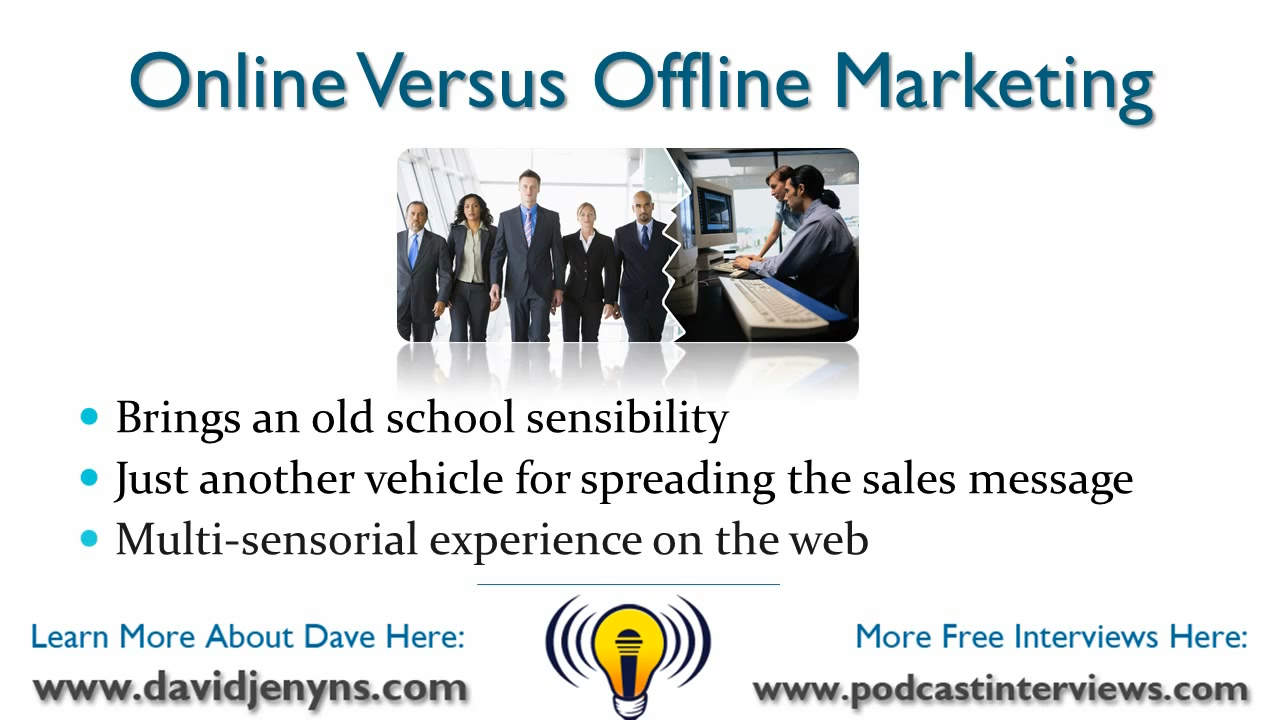 Online Versus Offline Marketing
Brings an old school sensibility
Just another vehicle for spreading the sales message
Multi-sensorial experience on the web
Learn More About Dave Here:
www.davidjenyns.com
More Free Interviews Here:
www.podcastinterviews.com